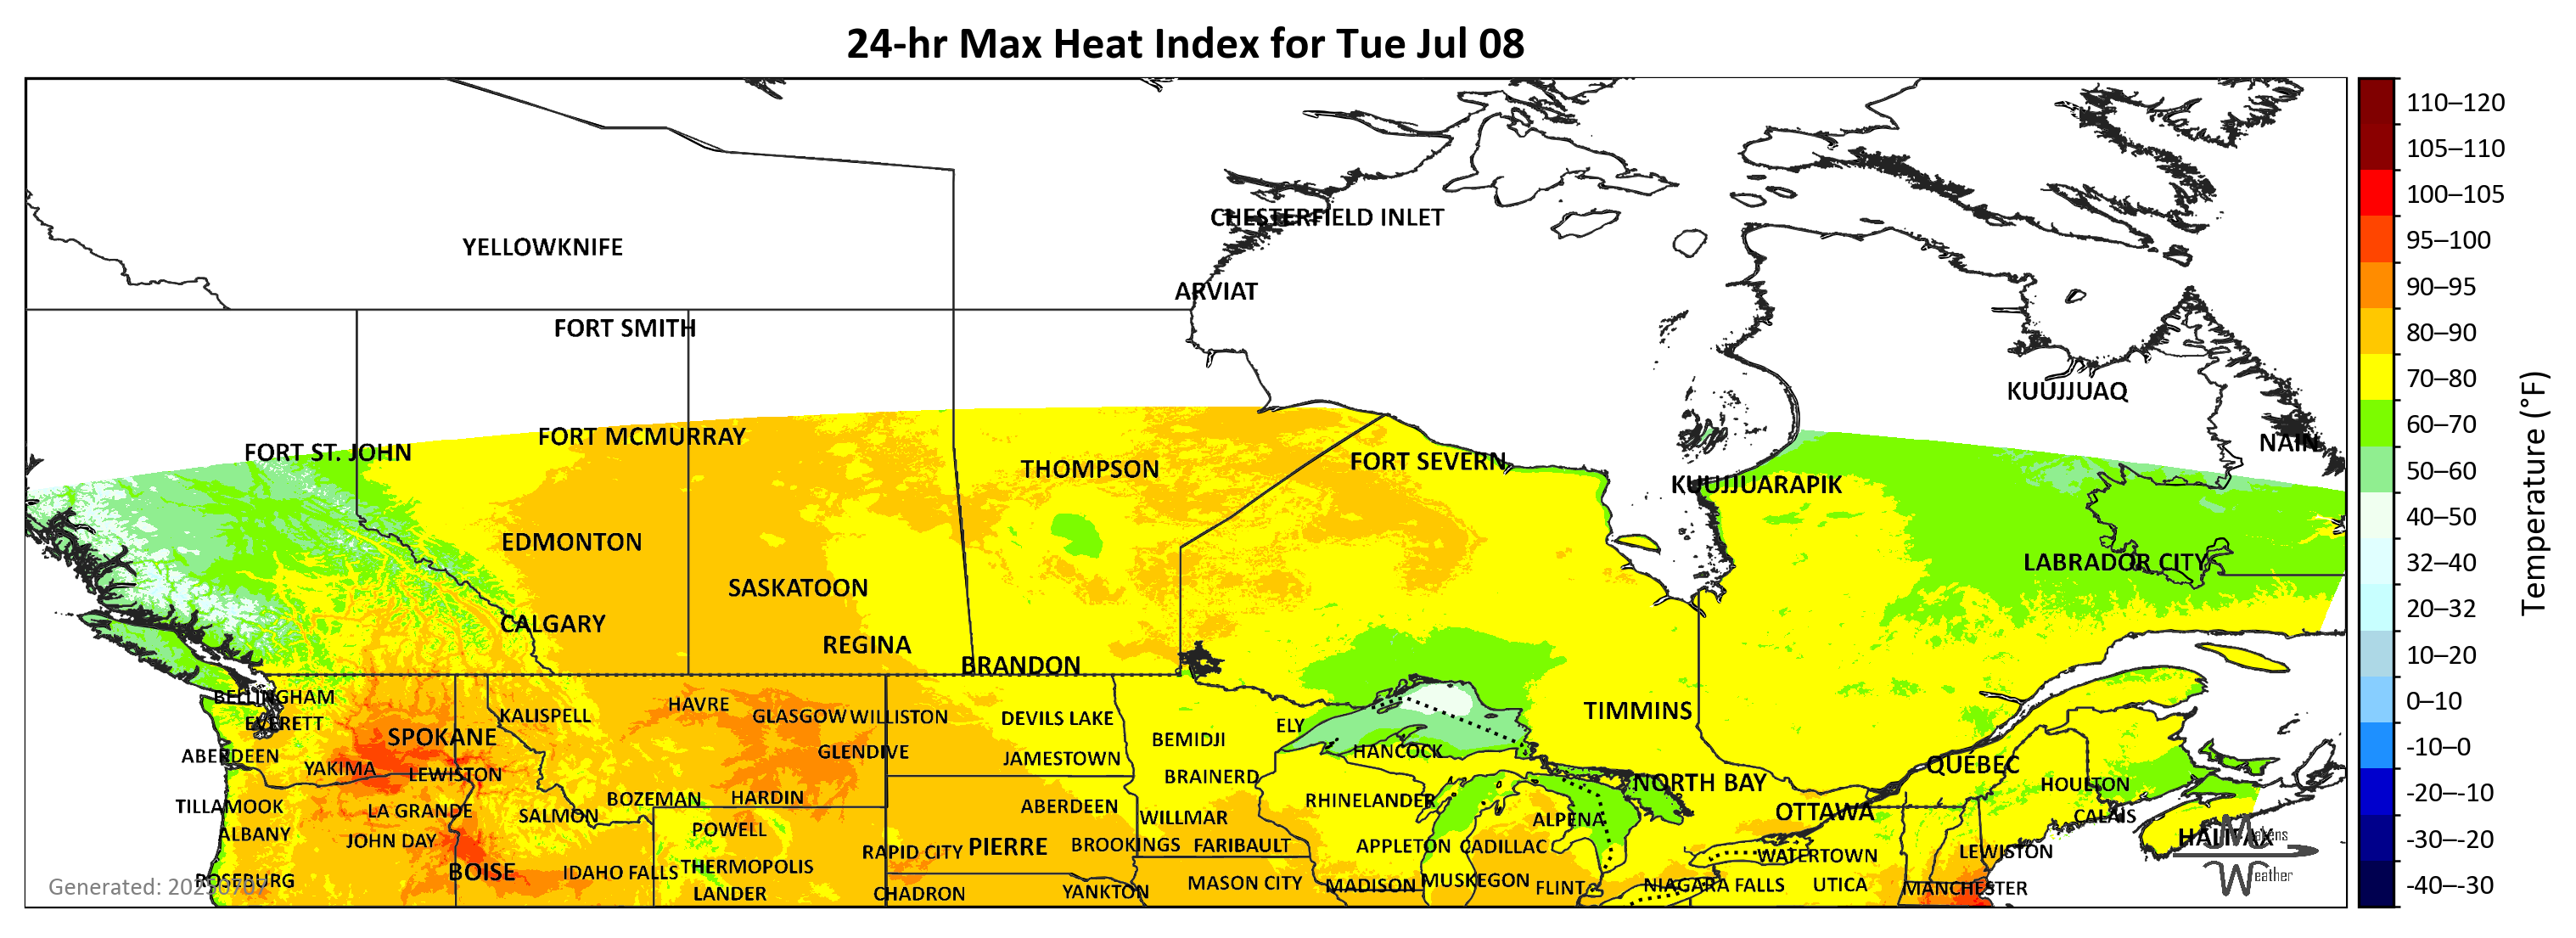 24-hr Max Heat Index for Tue Jul 08
CHESTERFIELD INLET
YELLOWKNIFE
ARVIAT
FORT SMITH
KUUJJUAQ
FORT MCMURRAY
NAIN
FORT ST. JOHN
FORT SEVERN
THOMPSON
KUUJJUARAPIK
EDMONTON
LABRADOR CITY
SASKATOON
CALGARY
REGINA
BRANDON
BELLINGHAM
HAVRE
TIMMINS
KALISPELL
GLASGOW WILLISTON
DEVILS LAKE
EVERETT
ELY
SPOKANE
BEMIDJI
GLENDIVE
HANCOCK
ABERDEEN
JAMESTOWN
QUÉBEC
YAKIMA
LEWISTON
BRAINERD
NORTH BAY
HOULTON
BOZEMAN
HARDIN
RHINELANDER
TILLAMOOK
LA GRANDE
ABERDEEN
OTTAWA
SALMON
WILLMAR
ALPENA
CALAIS
ALBANY
POWELL
JOHN DAY
HALIFAX
RAPID CITY
PIERRE
BROOKINGS
FARIBAULT
APPLETON
CADILLAC
LEWISTON
WATERTOWN
BOISE
IDAHO FALLS
THERMOPOLIS
ROSEBURG
MASON CITY
MADISON
MUSKEGON
FLINT
NIAGARA FALLS
UTICA
MANCHESTER
LANDER
CHADRON
YANKTON
Generated: 20250707
Makens
Weather
110–120
105–110
100–105
95–100
90–95
80–90
70–80
60–70
50–60
40–50
32–40
20–32
10–20
0–10
-10–0
-20–-10
-30–-20
-40–-30
Temperature (°F)